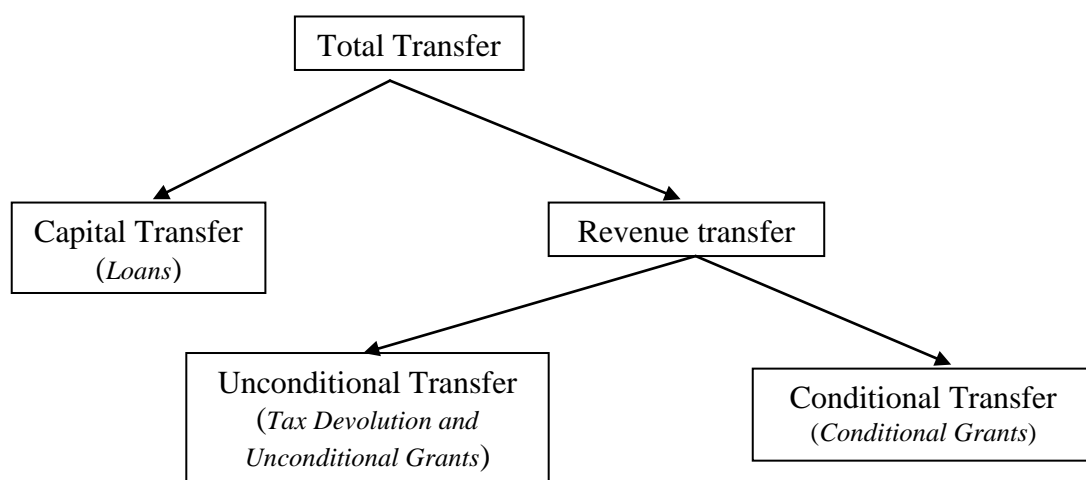 Total Transfer
Capital Transfer
(Loans)
Revenue transfer
Unconditional Transfer
(Tax Devolution and
Unconditional Grants)
Conditional Transfer
(Conditional Grants)